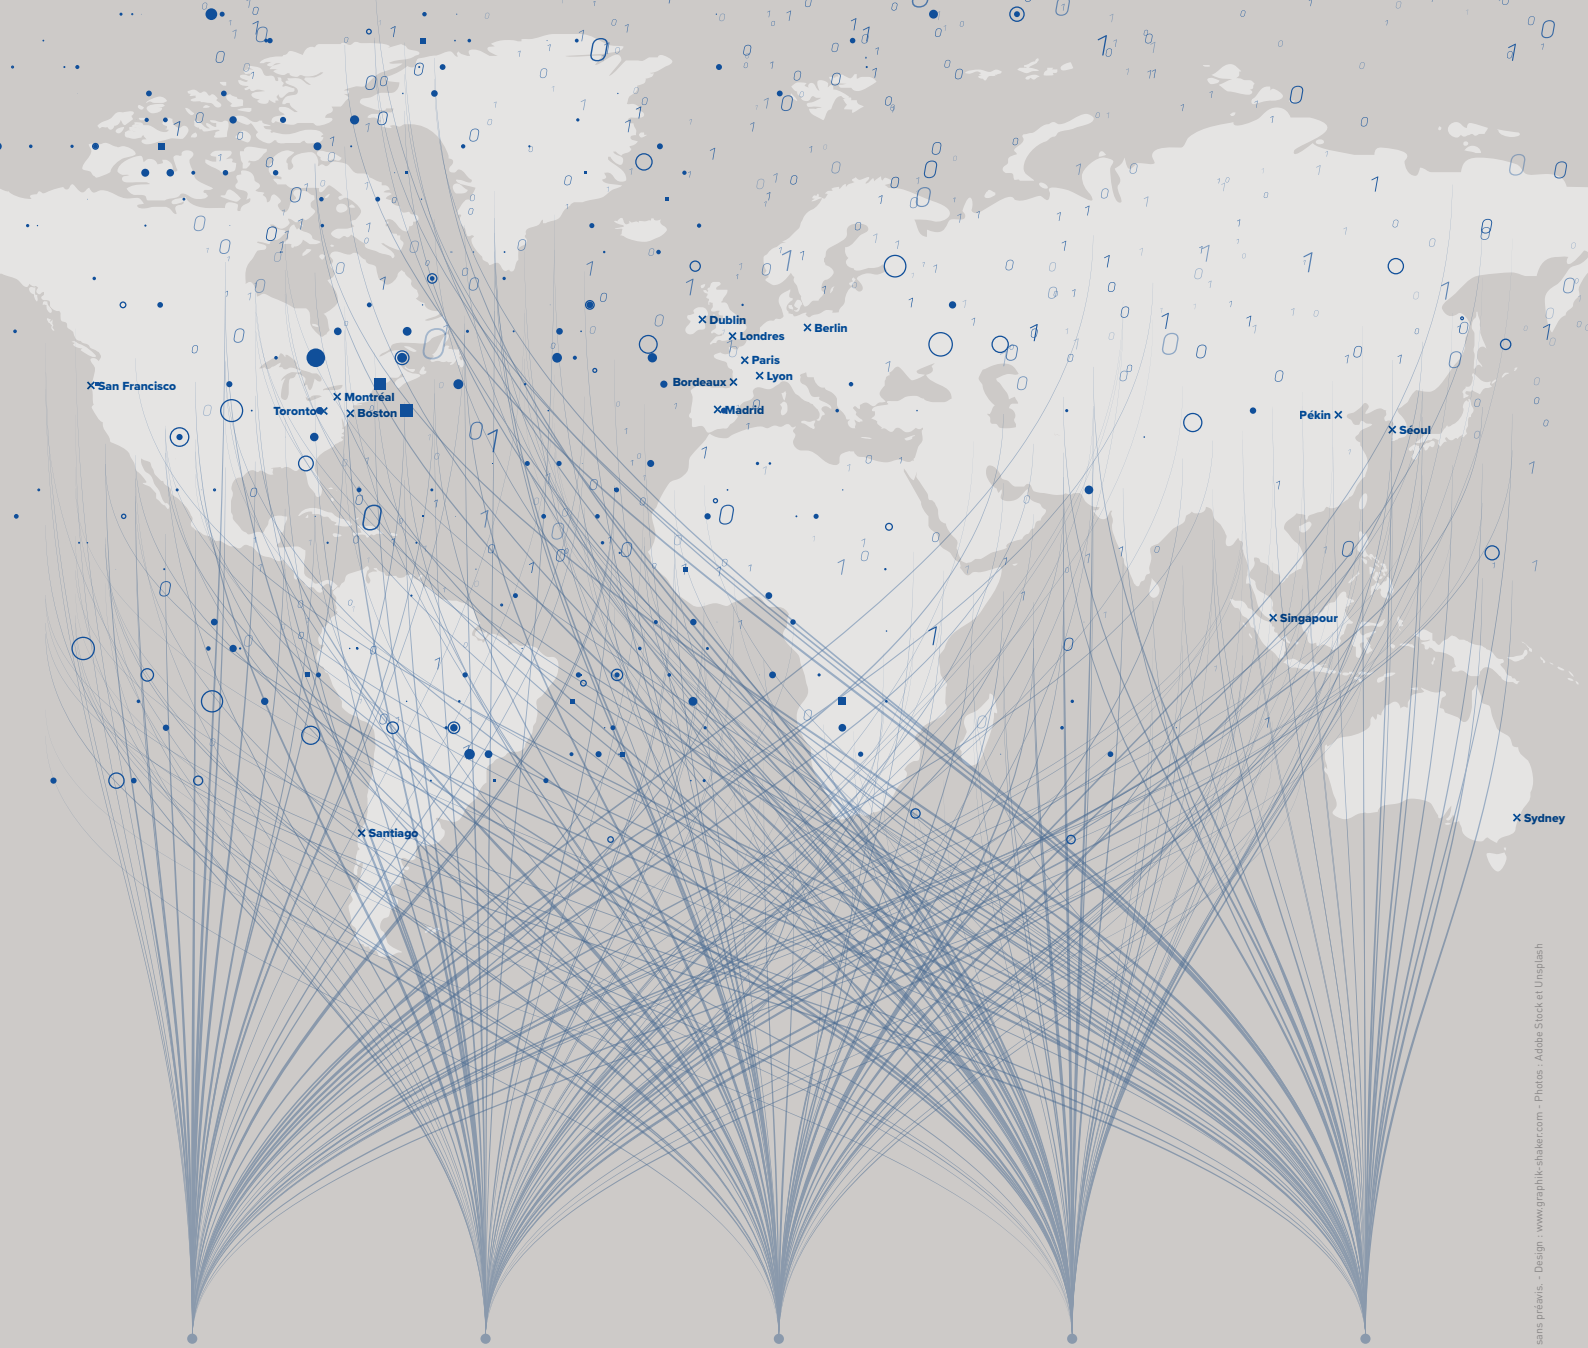 Dublin
Berlin
Londres
Paris
Lyon
Bordeaux
San Francisco
Montréal
Toronto
Boston
Madrid
Pékin
Séoul
Singapour
Sydney
Santiago
sans préavis. - Design : www.graphik-shaker.com - Photos : Adobe Stock et Unsplash